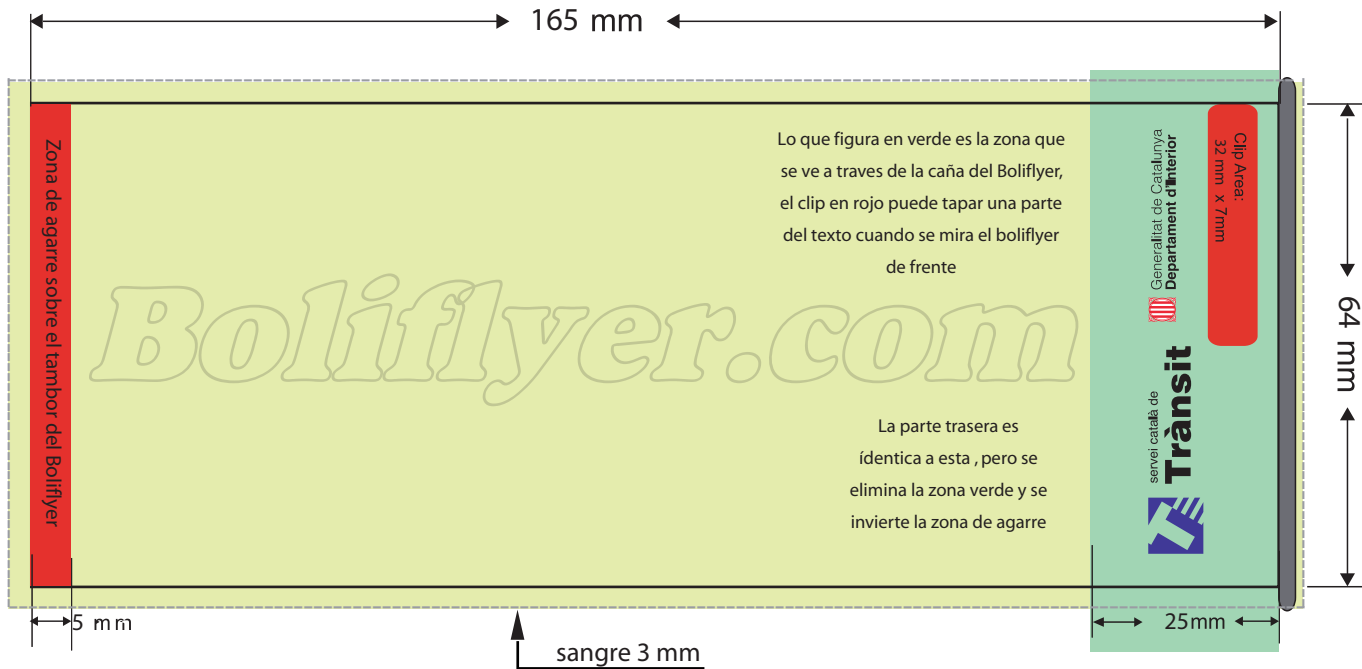 165 mm
Zona de agarre sobre el tambor del Boliflyer
Lo que figura en verde es la zona que
se ve a traves de la caña del Boliflyer,
el clip en rojo puede tapar una parte
del texto cuando se mira el boliflyer
de frente
Boliflyer.com
La parte trasera es
ídentica a esta , pero se
elimina la zona verde y se
invierte la zona de agarre
Generalitat de Catalunya
Departament d'Interior
servei català de
Trànsit
Clip Area:
32 mm x 7mm
64 mm
5 mm
25mm
sangre 3 mm